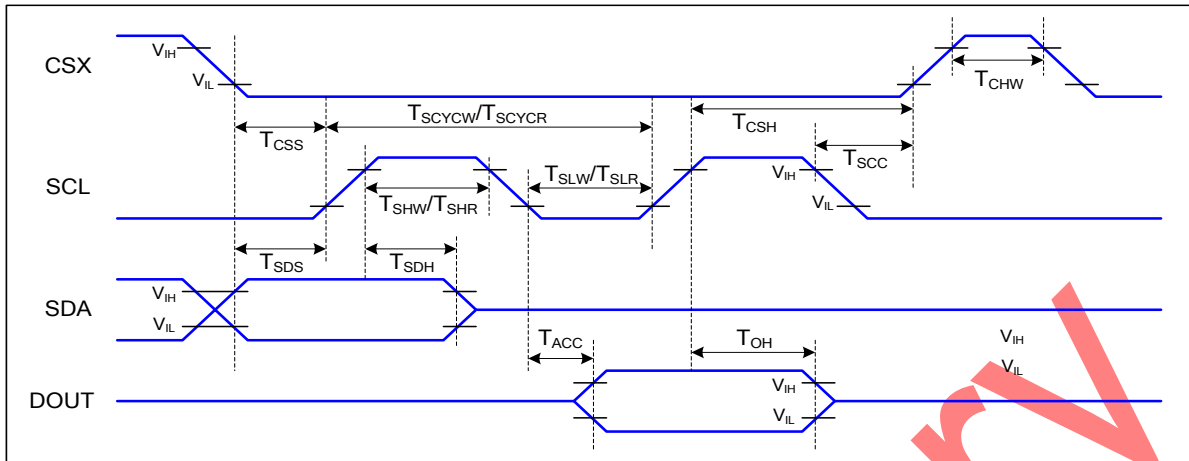 CSX
V_IH
V_IL
T_CHW
T_CSS
T_SCYCW/T_SCYCR
T_CSH
T_SCC
SCL
T_SHW/T_SHR
T_SLW/T_SLR
V_IH
V_IL
T_SDS
T_SDH
SDA
V_IH
V_IL
T_ACC
T_OH
V_IH
V_IL
DOUT
V_IH
V_IL
ry